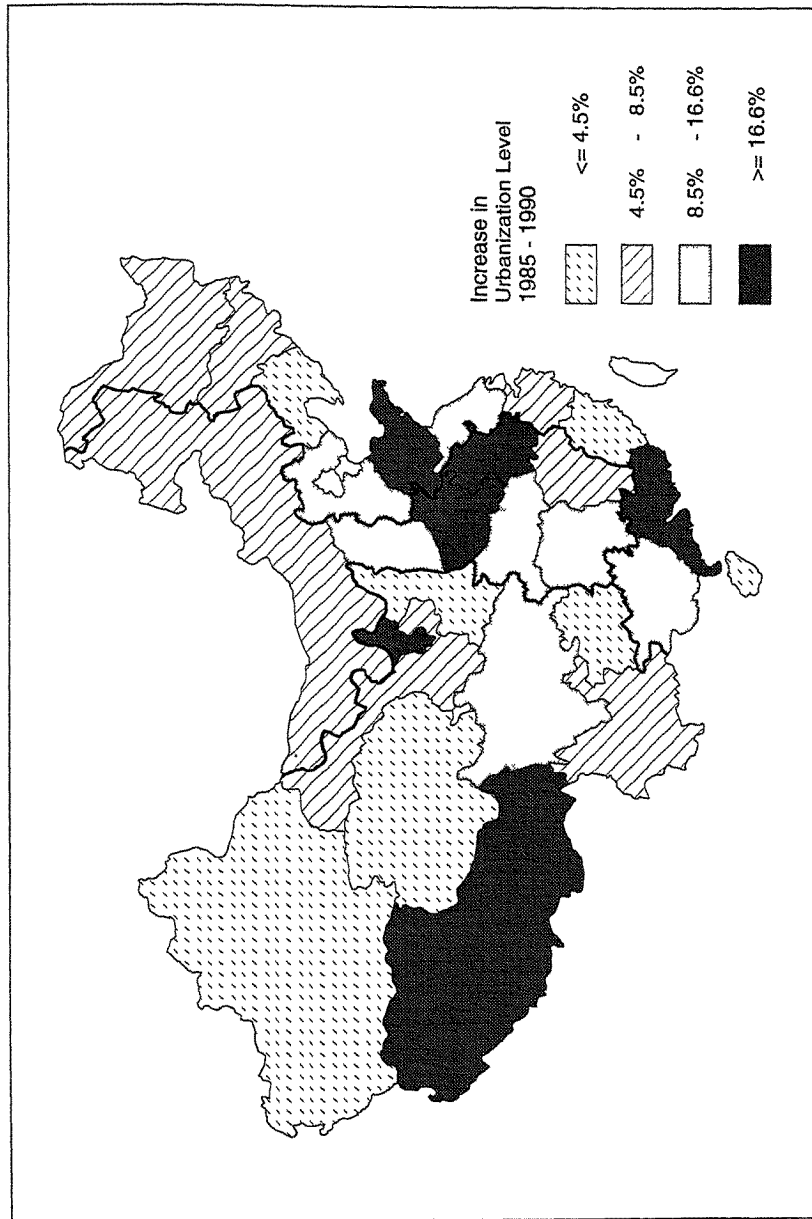 Increase in
Urbanization Level
1985 - 1990
<= 4.5%
4.5% - 8.5%
8.5% - 16.6%
>= 16.6%